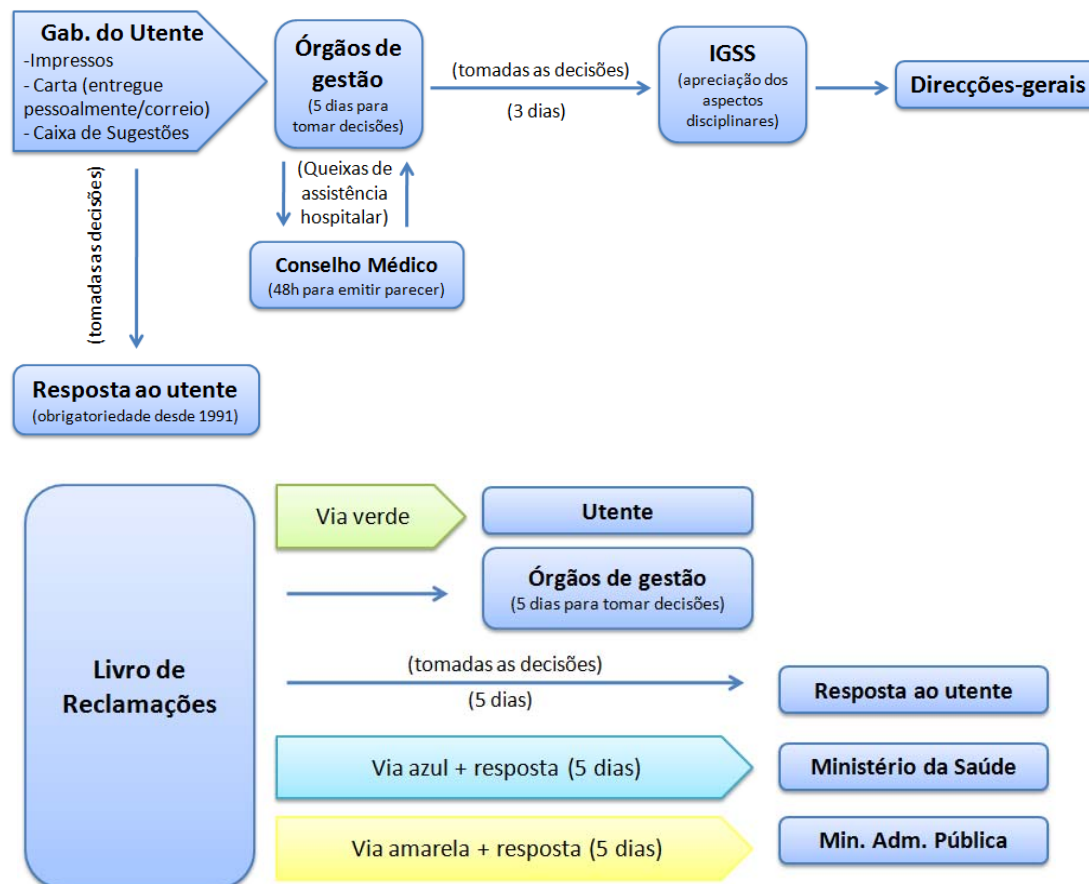 Gab. do Utente
-Impressos
- Carta (entregue
pessoalmente/correio)
- Caixa de Sugestões
Órgãos de
gestão
(5 dias para
tomar decisões)
(tomadas as decisões)
(3 dias)
IGSS
(apreciação dos
aspectos
disciplinares)
Direcções-gerais
(tomadas as decisões)
(Queixas de
assistência
hospitalar)
Conselho Médico
(48h para emitir parecer)
Resposta ao utente
(obrigatoriedade desde 1991)
Livro de
Reclamações
Via verde
Utente
Órgãos de gestão
(5 dias para tomar decisões)
(tomadas as decisões)
(5 dias)
Resposta ao utente
Via azul + resposta (5 dias)
Ministério da Saúde
Via amarela + resposta (5 dias)
Min. Adm. Pública